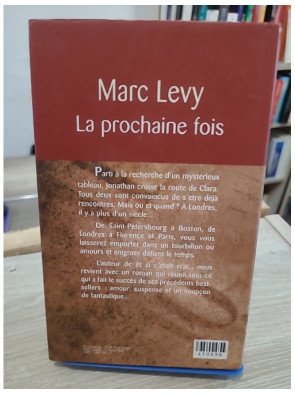 Marc Levy
La prochaine fois
Parti à la recherche d'un mystérieux
tableau, Jonathan croise la route de Clara.
Tous deux sont convaincus de s'être déjà
rencontrés. Mais où et quand ? À Londres,
il y a plus d'un siècle...
De Saint-Pétersbourg à Boston, de
Londres à Florence et Paris, vous vous
laisserez emporter dans un tourbillon où
amours et énigmes défient le temps.
L'auteur de Et si c'était vrai... nous
revient avec un roman qui réunit tout ce
qui a fait le succès de ses précédents best-
sellers : amour, suspense et un soupçon
de fantastique...
410696